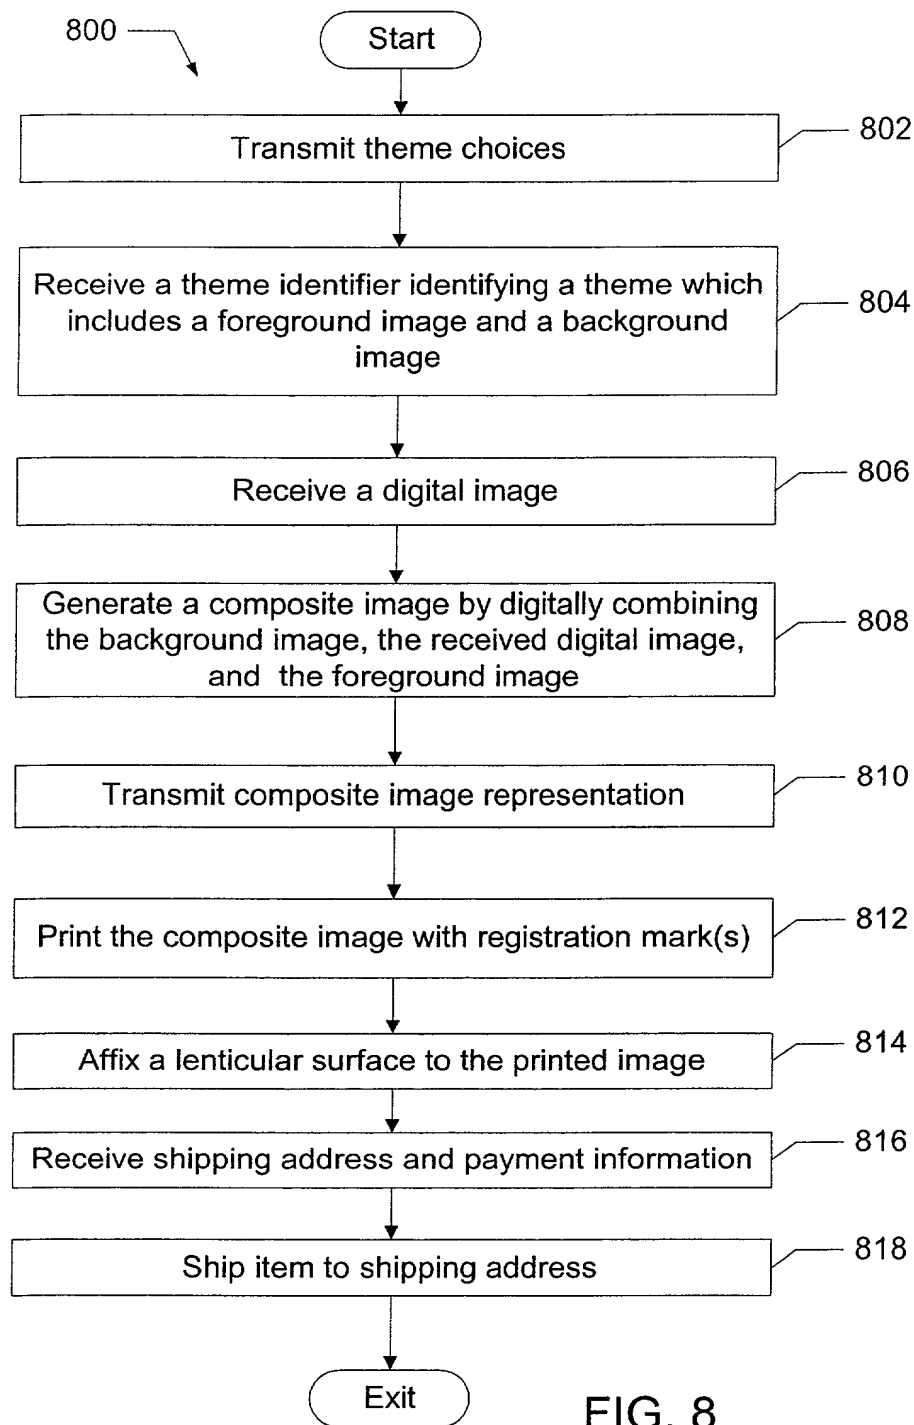 800
Start
802
Transmit theme choices
Receive a theme identifier identifying a theme which
804
includes a foreground image and a background
image
806
Receive a digital image
Generate a composite image by digitally combining
808
the background image, the received digital image,
and the foreground image
810
Transmit composite image representation
812
Print the composite image with registration mark(s)
814
Affix a lenticular surface to the printed image
816
Receive shipping address and payment information
818
Ship item to shipping address
Exit
FIG. 8